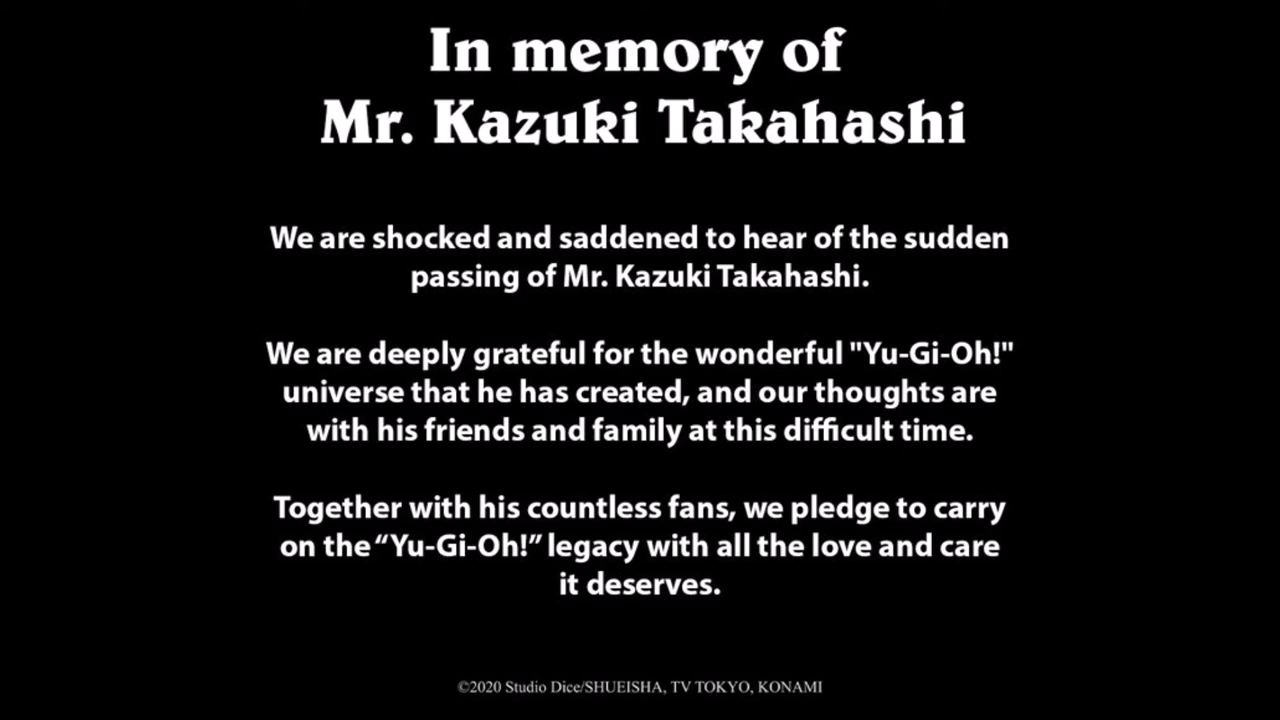 In memory of
Mr. Kazuki Takahashi
We are shocked and saddened to hear of the sudden
passing of Mr. Kazuki Takahashi.
We are deeply grateful for the wonderful "Yu-Gi-Oh!"
universe that he has created, and our thoughts are
with his friends and family at this difficult time.
Together with his countless fans, we pledge to carry
on the “Yu-Gi-Oh!” legacy with all the love and care
it deserves.
©2020 Studio Dice/SHUEISHA, TV TOKYO, KONAMI